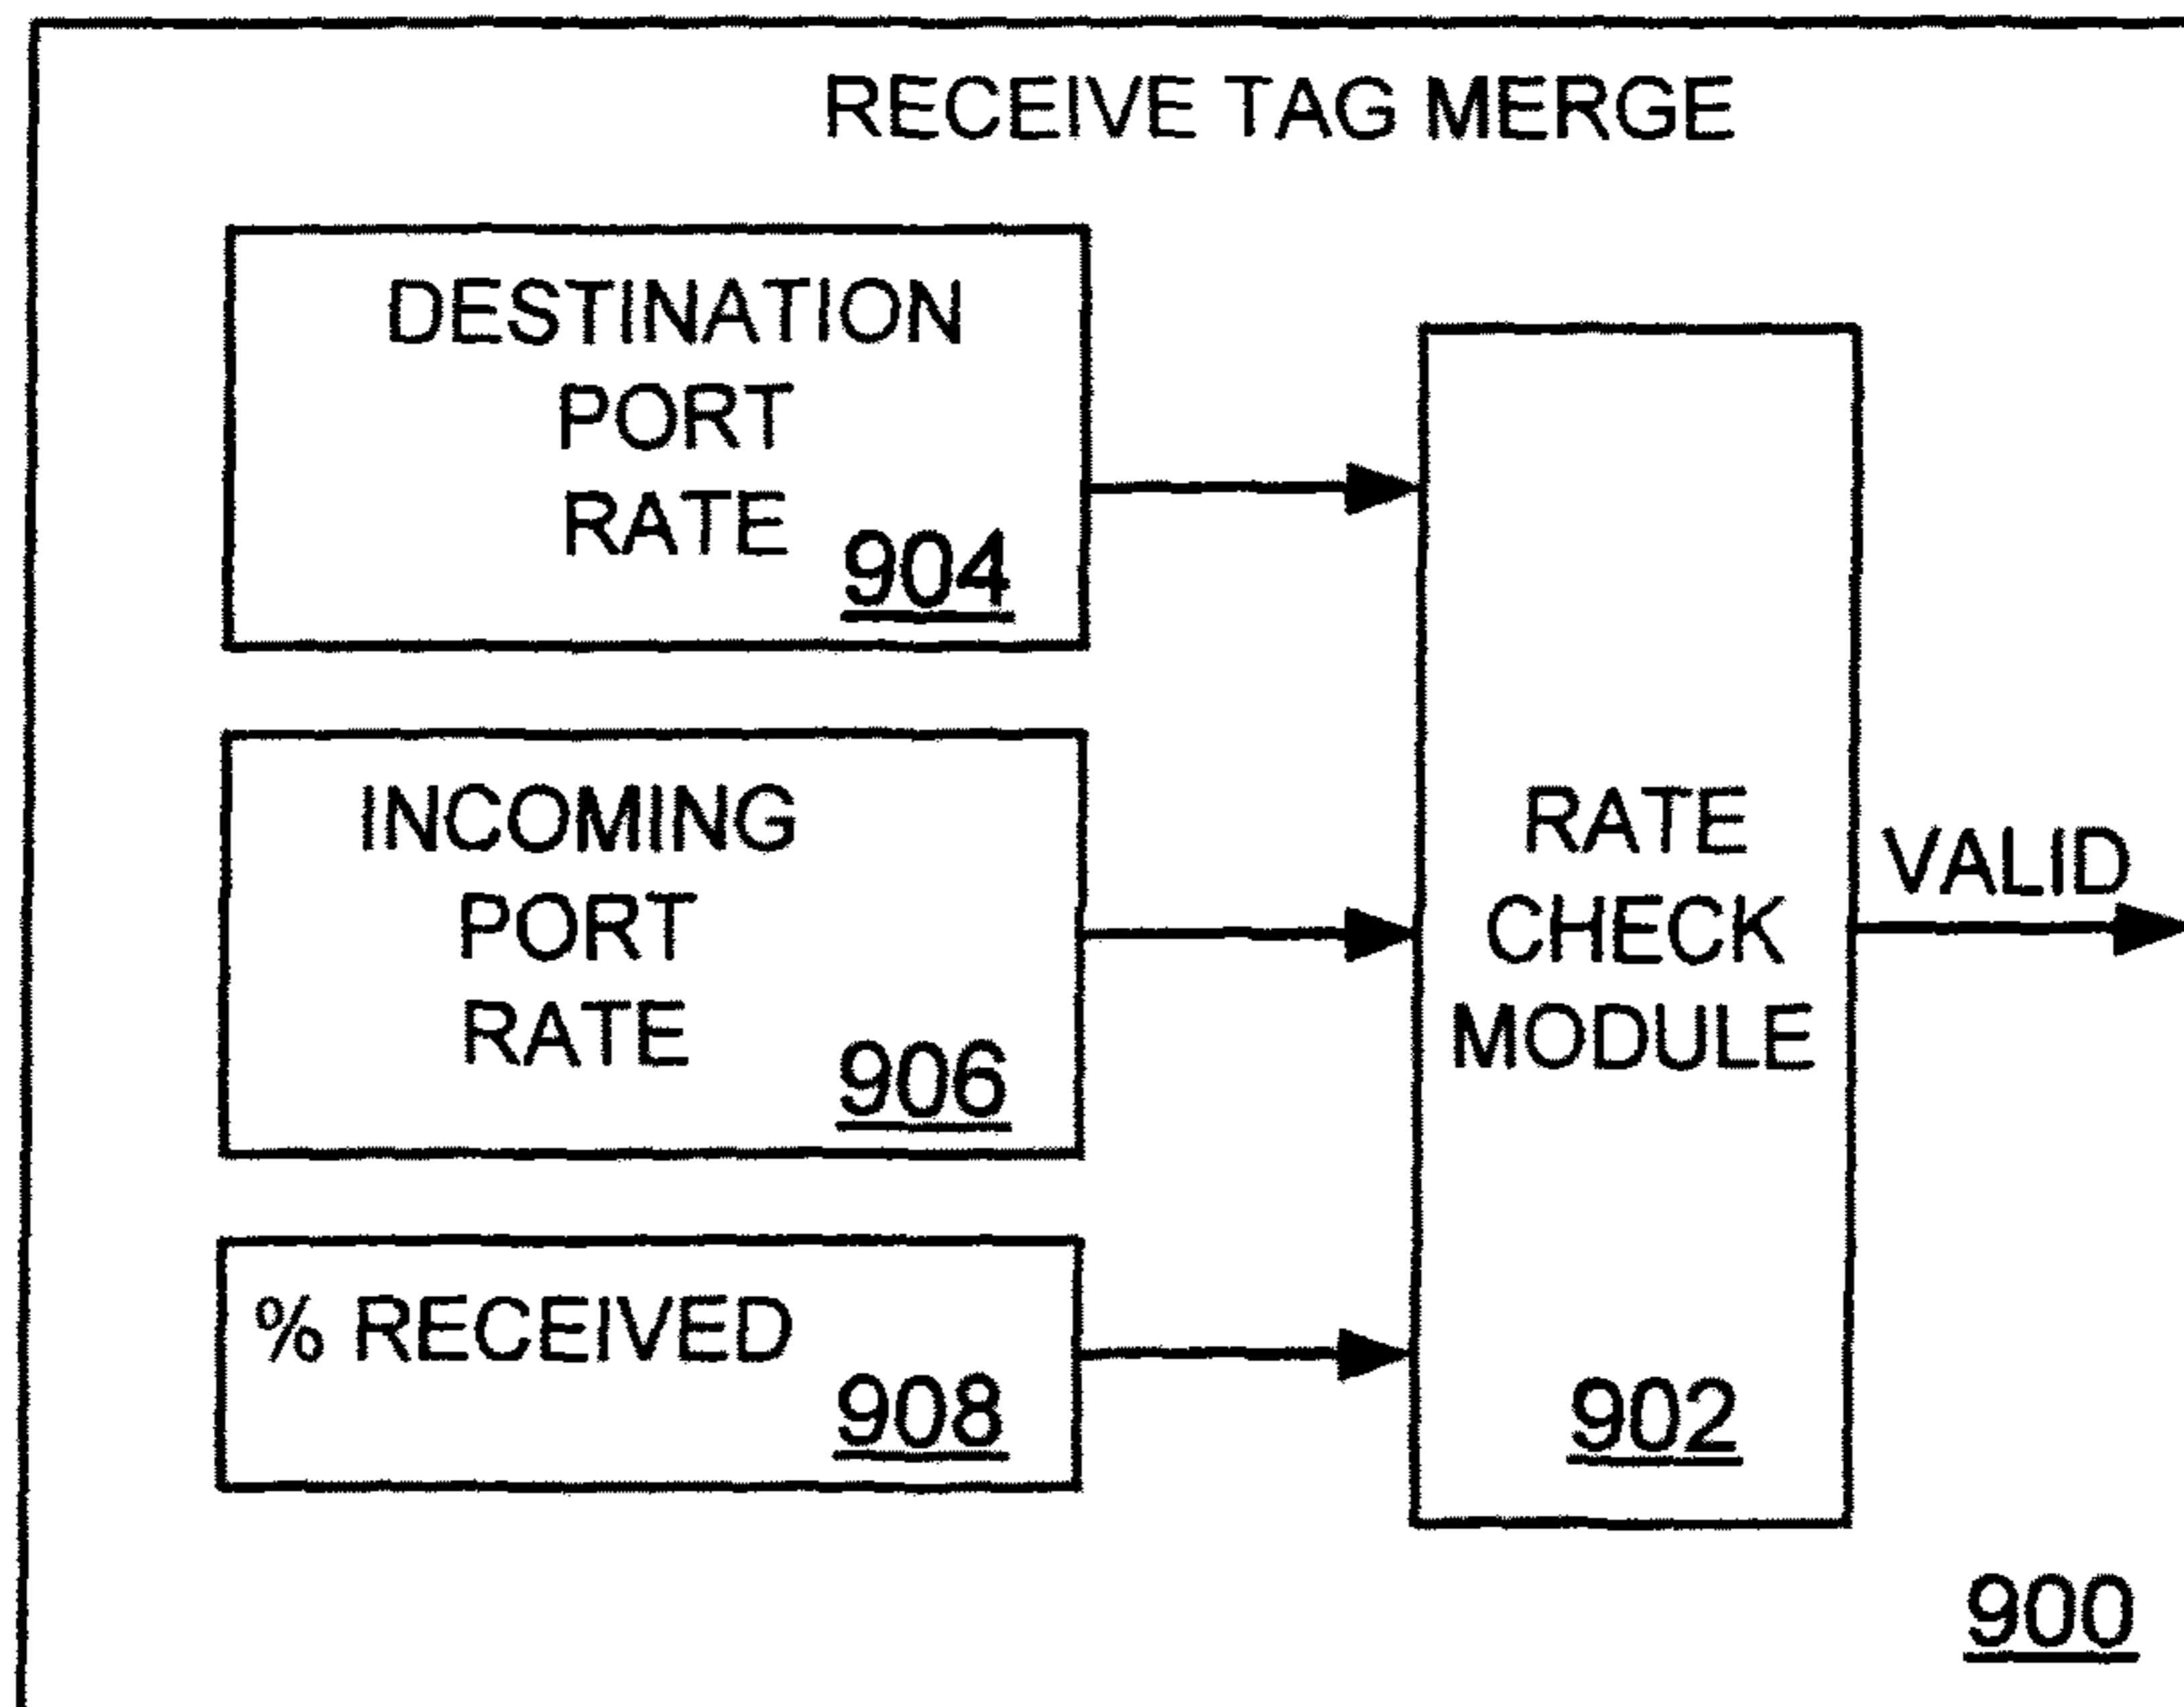 RECEIVE TAG MERGE
DESTINATION
PORT
RATE
904
INCOMING
PORT
RATE
906
% RECEIVED
908
RATE
CHECK
MODULE
902
VALID
900